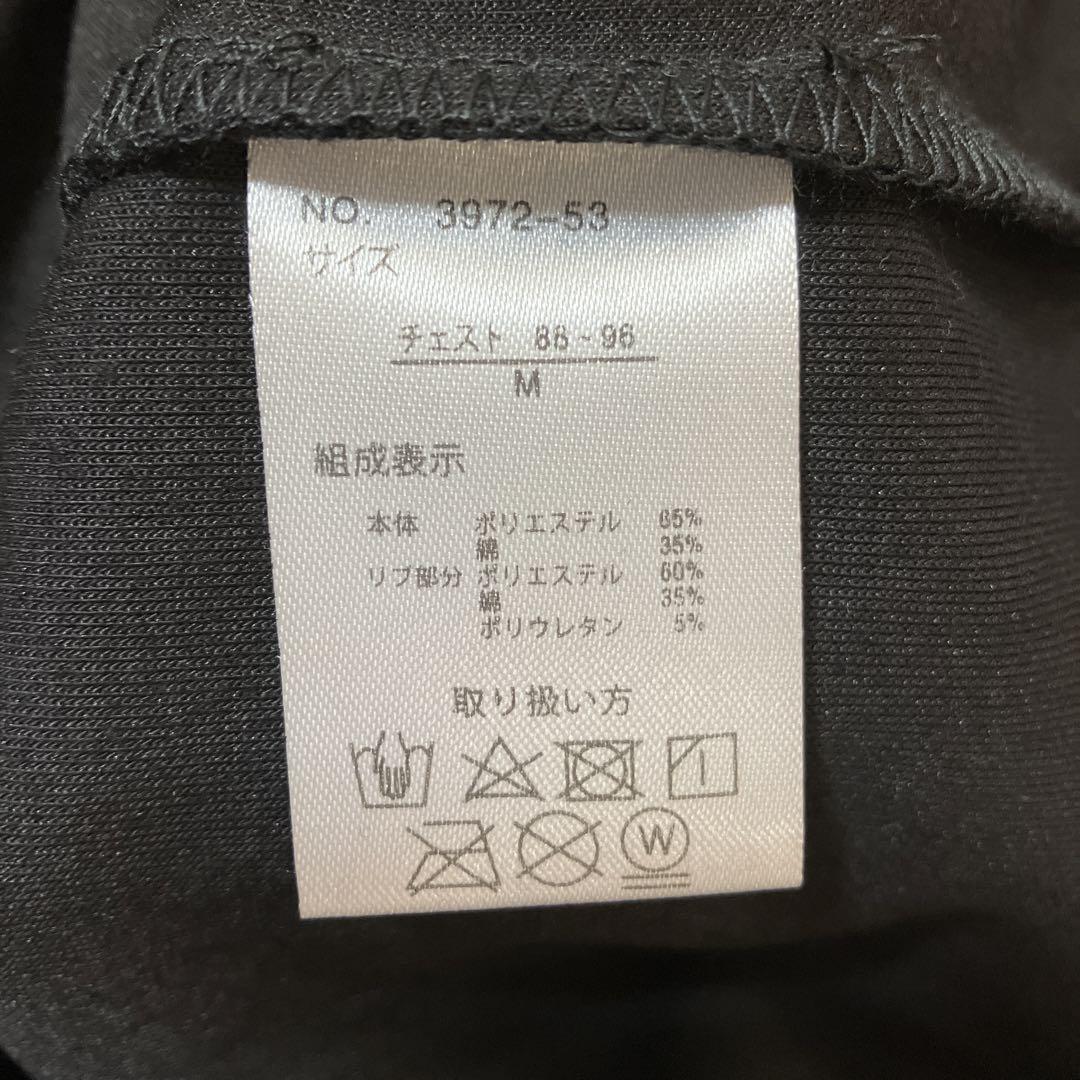 NO. 3972-53
サイズ
チェスト 88-96
M
組成表示
本体 ポリエステル 65%
綿 35%
リブ部分 ポリエステル 60%
綿 35%
ポリウレタン 5%
取り扱い方
W